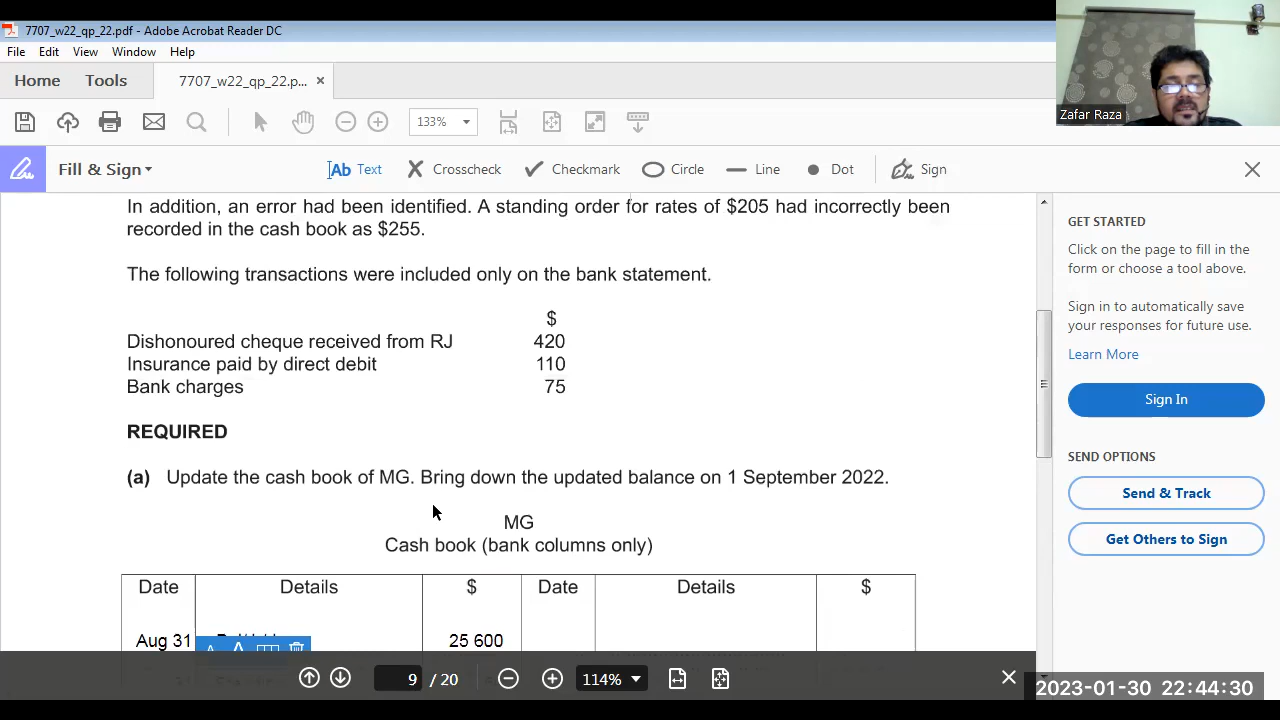 7707_w22_qp_22.pdf - Adobe Acrobat Reader DC
File Edit View Window Help
Home Tools 7707_w22_qp_22.p... ×
133%
Zafar Raza
Fill & Sign Ab Text Crosscheck Checkmark Circle Line Dot Sign
In addition, an error had been identified. A standing order for rates of $205 had incorrectly been
recorded in the cash book as $255.
The following transactions were included only on the bank statement.
$
Dishonoured cheque received from RJ 420
Insurance paid by direct debit 110
Bank charges 75
REQUIRED
(a) Update the cash book of MG. Bring down the updated balance on 1 September 2022.
MG
Cash book (bank columns only)
Date Details $ Date Details $
Aug 31 25 600
GET STARTED
Click on the page to fill in the
form or choose a tool above.
Sign in to automatically save
your responses for future use.
Learn More
Sign In
SEND OPTIONS
Send & Track
Get Others to Sign
9 / 20 114%
2023-01-30 22:44:30